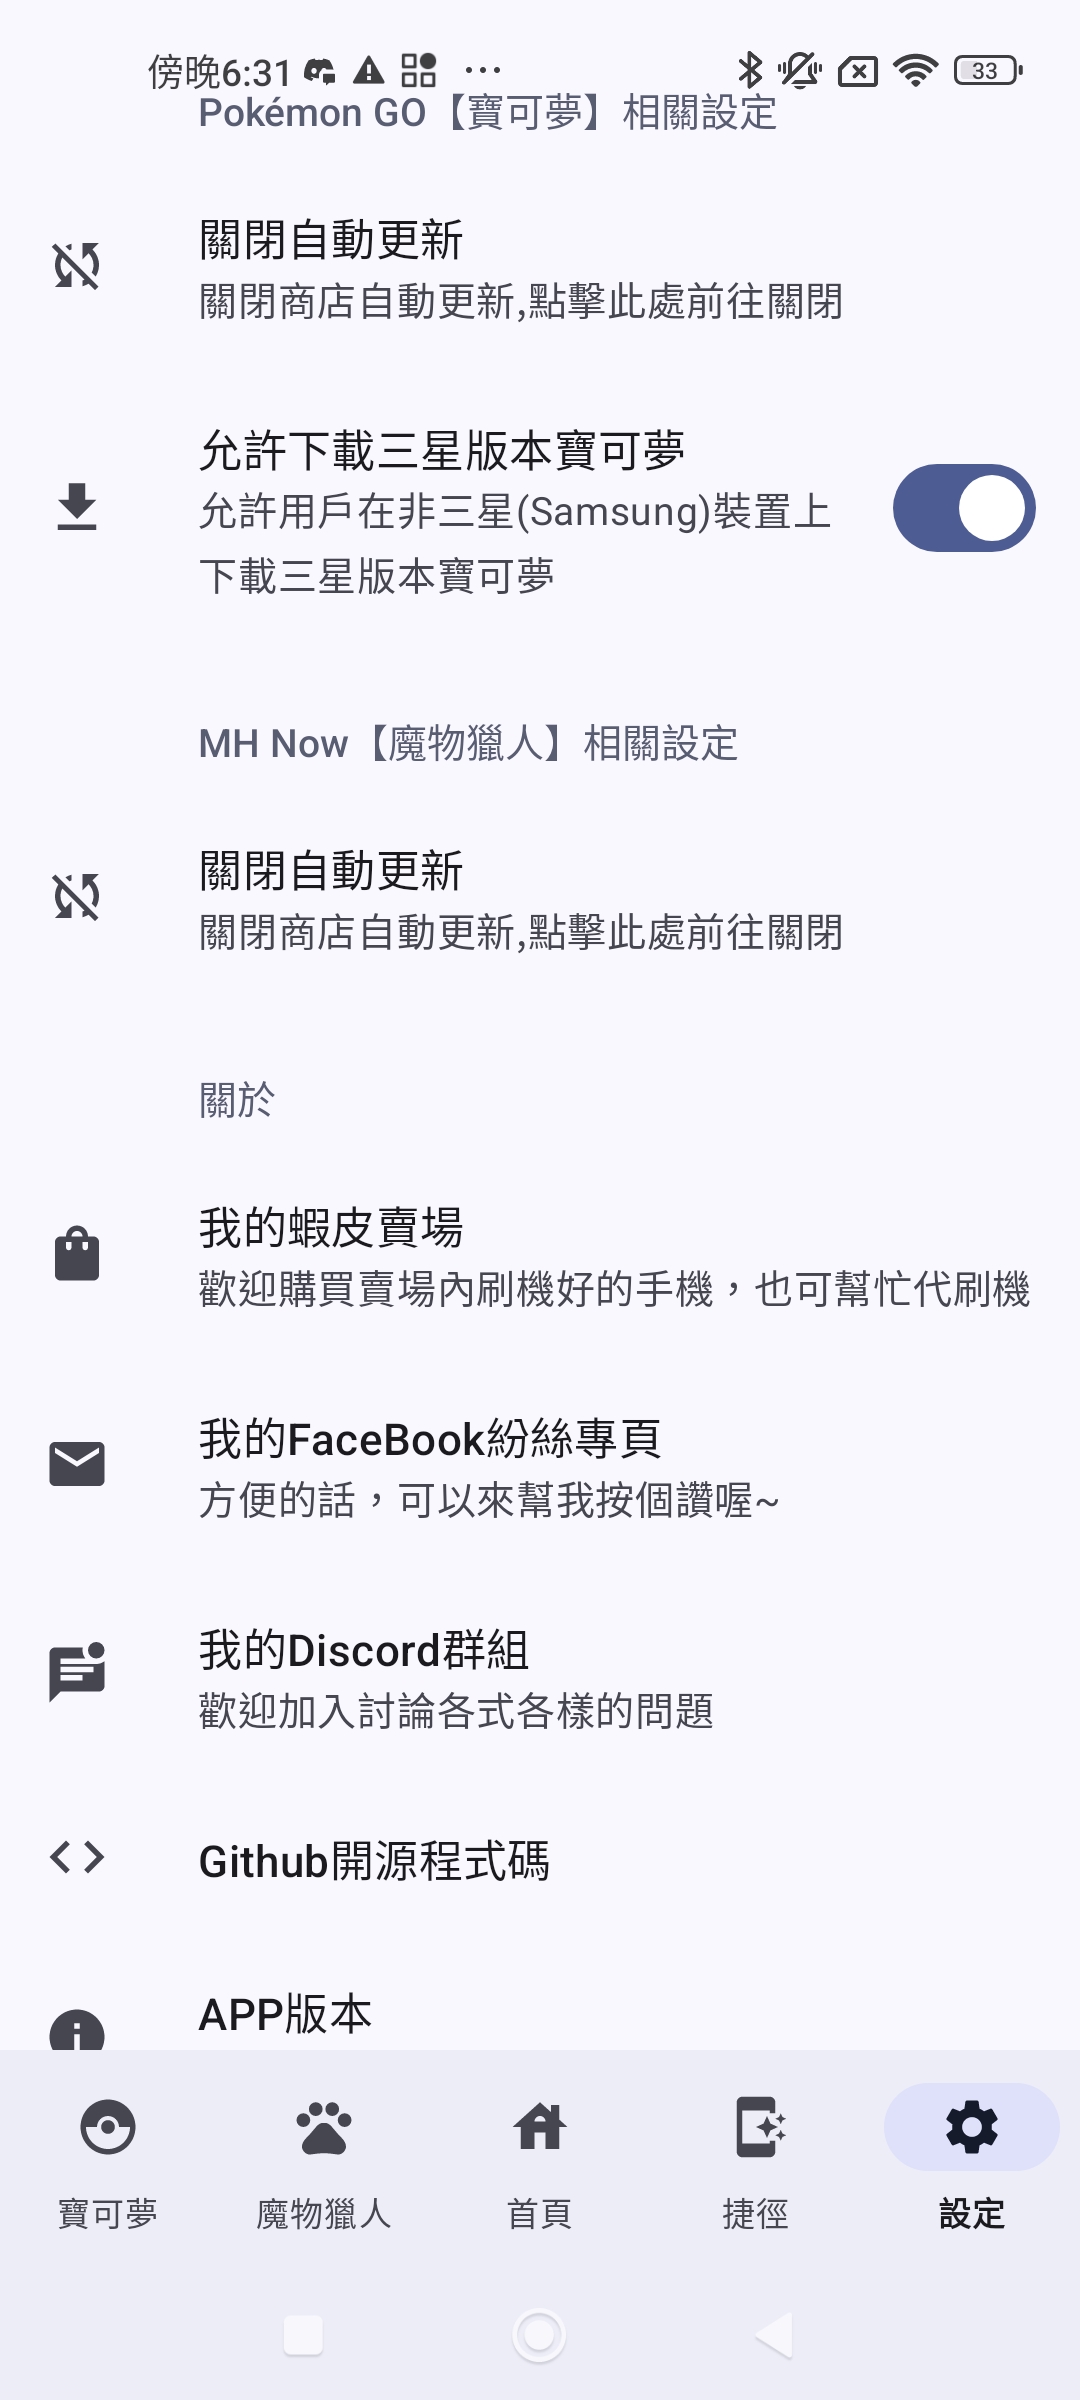 傍晚6:31
33
Pokémon GO【寶可夢】相關設定
關閉自動更新
關閉商店自動更新,點擊此處前往關閉
允許下載三星版本寶可夢
允許用戶在非三星(Samsung)裝置上
下載三星版本寶可夢
MH Now【魔物獵人】相關設定
關閉自動更新
關閉商店自動更新,點擊此處前往關閉
關於
我的蝦皮賣場
歡迎購買賣場內刷機好的手機，也可幫忙代刷機
我的FaceBook紛絲專頁
方便的話，可以來幫我按個讚喔~
我的Discord群組
歡迎加入討論各式各樣的問題
Github開源程式碼
APP版本
寶可夢
魔物獵人
首頁
捷徑
設定